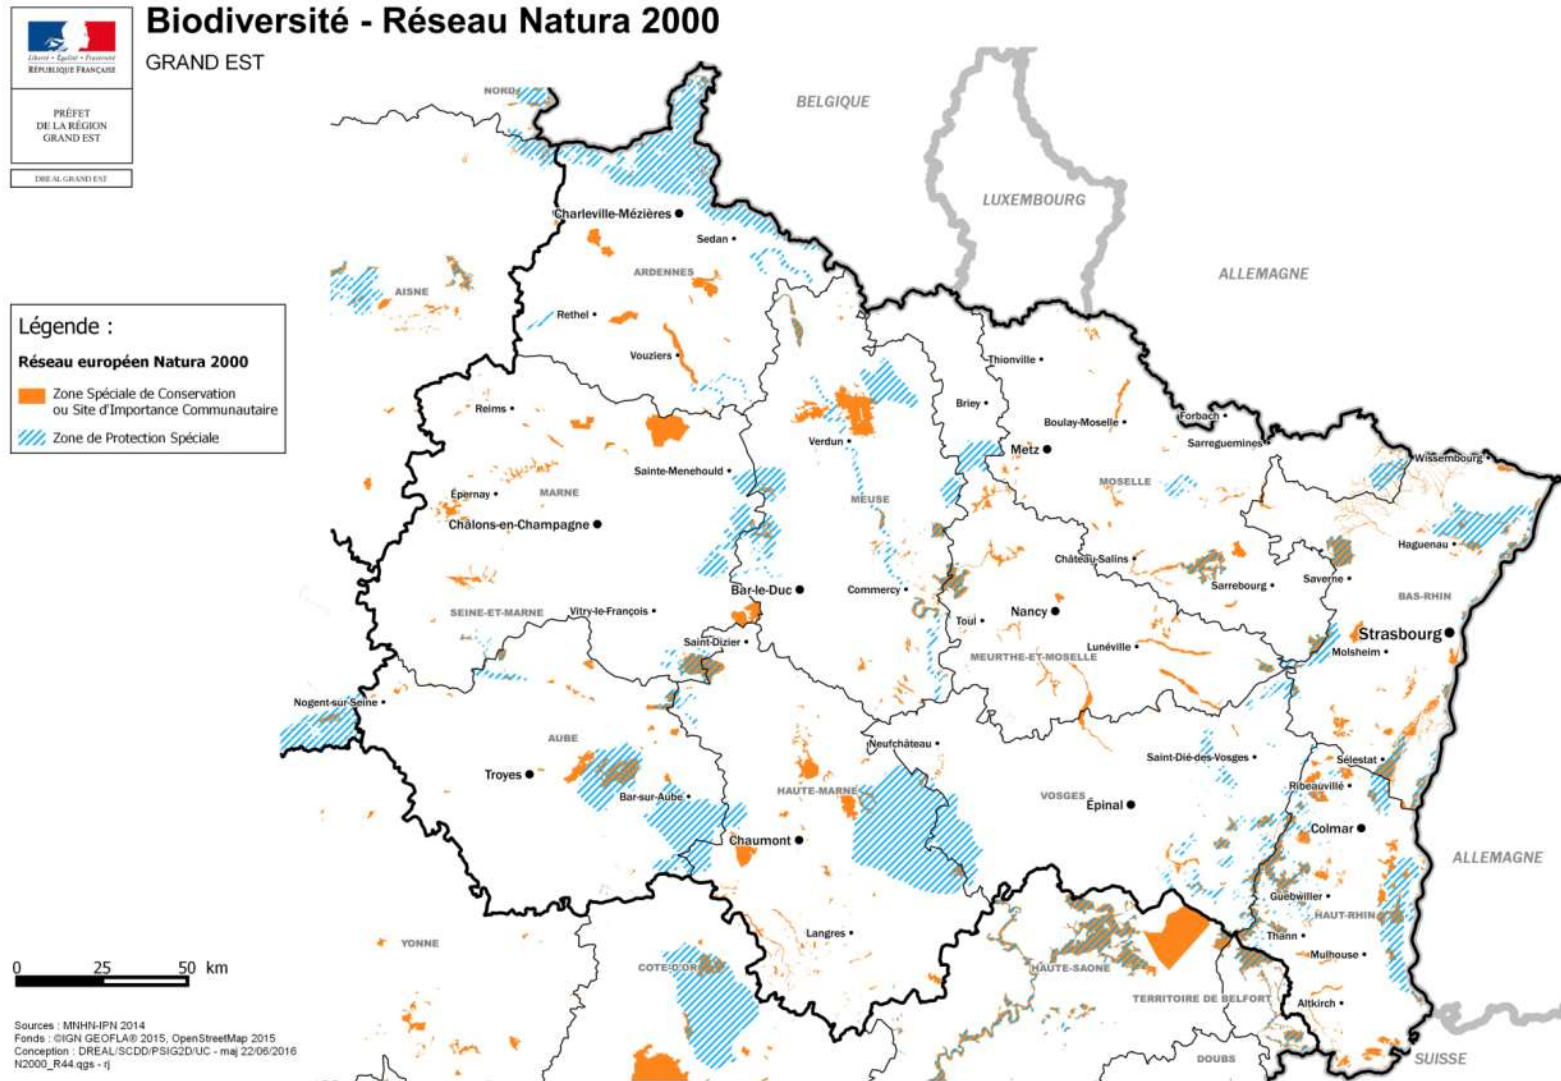 Biodiversité - Réseau Natura 2000
GRAND EST
Liberté • Égalité • Fraternité
RÉPUBLIQUE FRANÇAISE
PRÉFET
DE LA RÉGION
GRAND EST
DREAL GRAND EST
Légende :
Réseau européen Natura 2000
Zone Spéciale de Conservation
ou Site d'Importance Communautaire
Zone de Protection Spéciale
NORD
BELGIQUE
LUXEMBOURG
ALLEMAGNE
Charleville-Mézières
Sedan
ARDENNES
AISNE
Rethel
Vouziers
Thionville
Reims
Briey
Boulay-Moselle
Forbach
Sarreguemines
Verdun
Metz
Wissembourg
Sainte-Menehould
MOSELLE
Épernay
MARNE
MEUSE
Châlons-en-Champagne
Haguenau
Château-Salins
Sarrebourg
Saverne
Bar-le-Duc
Commercy
BAS-RHIN
SEINE-ET-MARNE
Vitry-le-François
Nancy
Toul
Strasbourg
Saint-Dizier
Lunéville
Molsheim
MEURTHE-ET-MOSELLE
Nogent-sur-Seine
AUBE
Neufchâteau
Saint-Dié-des-Vosges
Sélestat
Troyes
Ribeauvillé
Bar-sur-Aube
HAUTE-MARNE
VOSGES
Épinal
Colmar
Chaumont
ALLEMAGNE
Guebwiller
HAUT-RHIN
Langres
Thann
YONNE
Mulhouse
COTE-D'OR
HAUTE-SAONE
TERRITOIRE DE BELFORT
Altkirch
DOUBS
SUISSE
0 25 50 km
Sources : MNHN-IPN 2014
Fonds : ©IGN GEOFLA® 2015, OpenStreetMap 2015
Conception : DREAL/SCDD/PSIG2D/UC - maj 22/06/2016
N2000_R44.qgs - rj